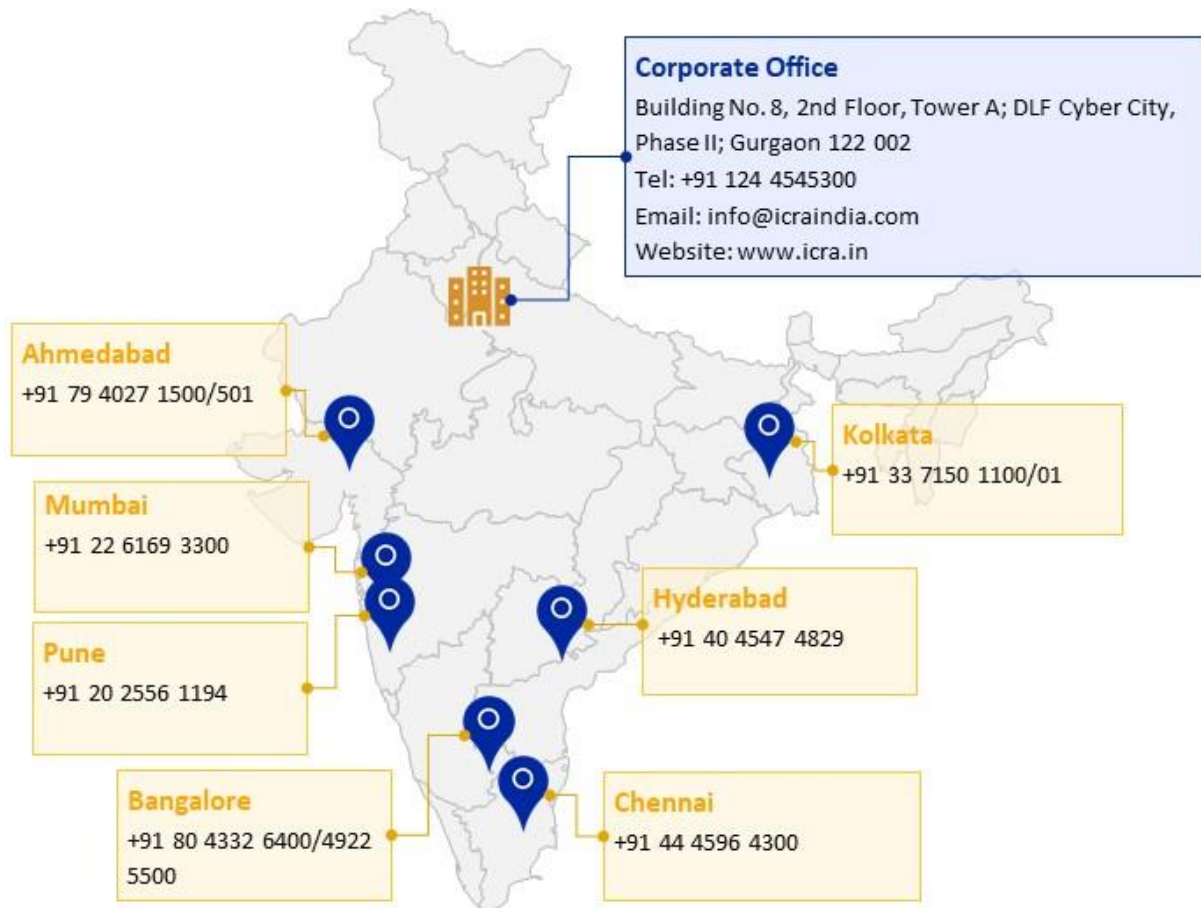 Corporate Office
Building No. 8, 2nd Floor, Tower A; DLF Cyber City,
Phase II; Gurgaon 122 002
Tel: +91 124 4545300
Email: info@icraindia.com
Website: www.icra.in
Ahmedabad
+91 79 4027 1500/501
Kolkata
+91 33 7150 1100/01
Mumbai
+91 22 6169 3300
Hyderabad
+91 40 4547 4829
Pune
+91 20 2556 1194
Bangalore
+91 80 4332 6400/4922
5500
Chennai
+91 44 4596 4300